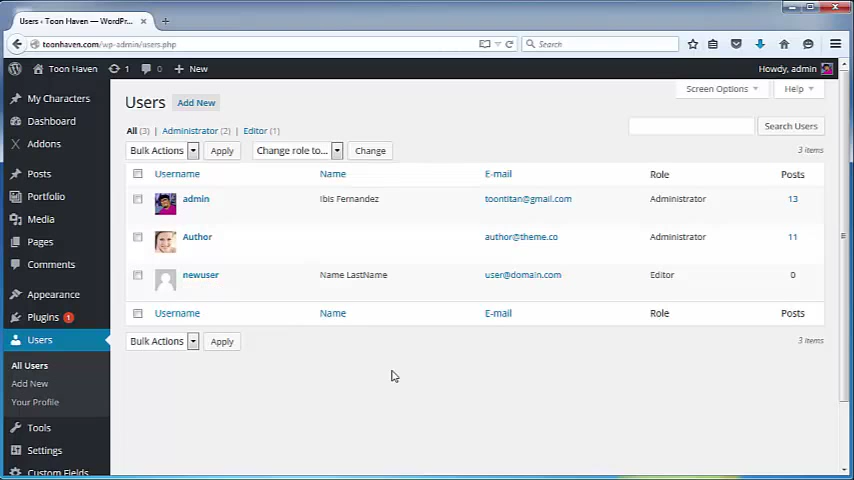 Users ‹ Toon Haven — WordPr...
toonhaven.com/wp-admin/users.php
Search
Toon Haven 1 0 New
Howdy, admin
My Characters
Dashboard
Addons
Posts
Portfolio
Media
Pages
Comments
Appearance
Plugins 1
Users
All Users
Add New
Your Profile
Tools
Settings
Custom Fields
Screen Options Help
Users Add New
All (3) | Administrator (2) | Editor (1)
Search Users
Bulk Actions Apply Change role to... Change
3 items
Username Name E-mail Role Posts
admin Ibis Fernandez toontitan@gmail.com Administrator 13
Author author@theme.co Administrator 11
newuser Name LastName user@domain.com Editor 0
Username Name E-mail Role Posts
Bulk Actions Apply
3 items